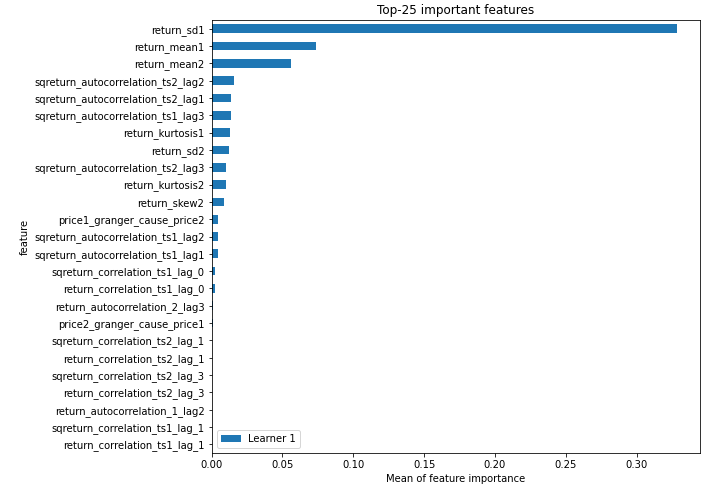 Top-25 important features
return_sd1
return_mean1
return_mean2
sqreturn_autocorrelation_ts2_lag2
sqreturn_autocorrelation_ts2_lag1
sqreturn_autocorrelation_ts1_lag3
return_kurtosis1
return_sd2
sqreturn_autocorrelation_ts2_lag3
return_kurtosis2
return_skew2
price1_granger_cause_price2
sqreturn_autocorrelation_ts1_lag2
sqreturn_autocorrelation_ts1_lag1
sqreturn_correlation_ts1_lag_0
return_correlation_ts1_lag_0
return_autocorrelation_2_lag3
price2_granger_cause_price1
sqreturn_correlation_ts2_lag_1
return_correlation_ts2_lag_1
sqreturn_correlation_ts2_lag_3
return_correlation_ts2_lag_3
return_autocorrelation_1_lag2
sqreturn_correlation_ts1_lag_1
return_correlation_ts1_lag_1
feature
Learner 1
0.00 0.05 0.10 0.15 0.20 0.25 0.30
Mean of feature importance